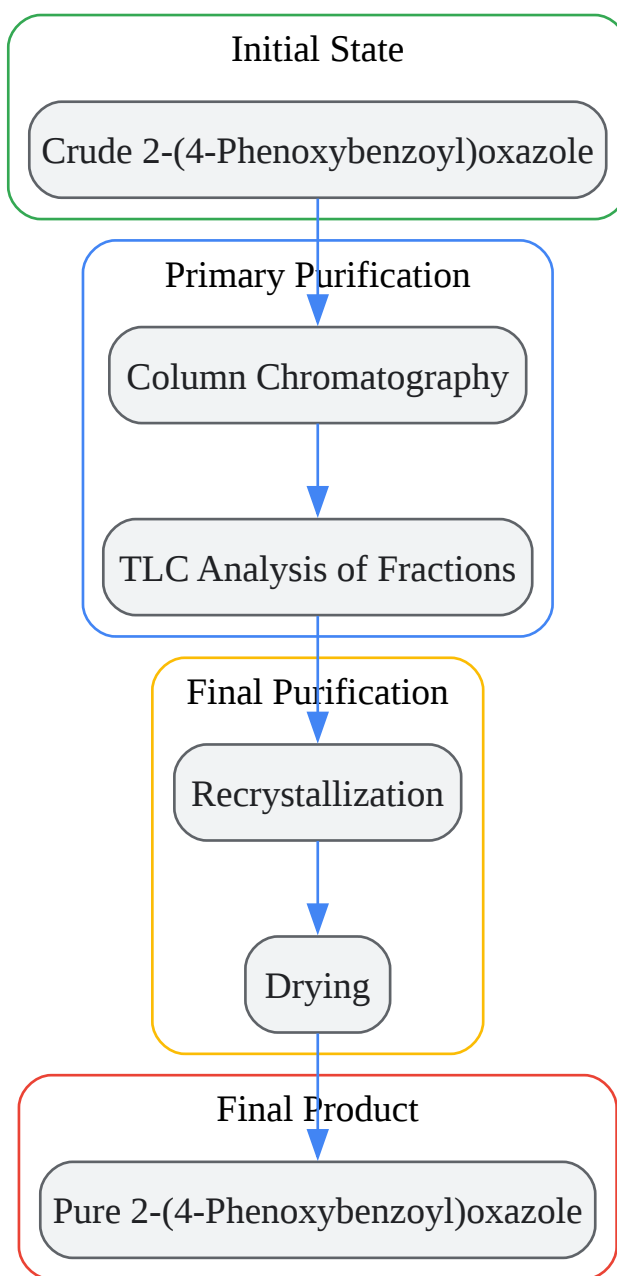 Initial State
Crude 2-(4-Phenoxybenzoyl)oxazole
Primary Purification
Column Chromatography
TLC Analysis of Fractions
Final Purification
Recrystallization
Drying
Final Product
Pure 2-(4-Phenoxybenzoyl)oxazole